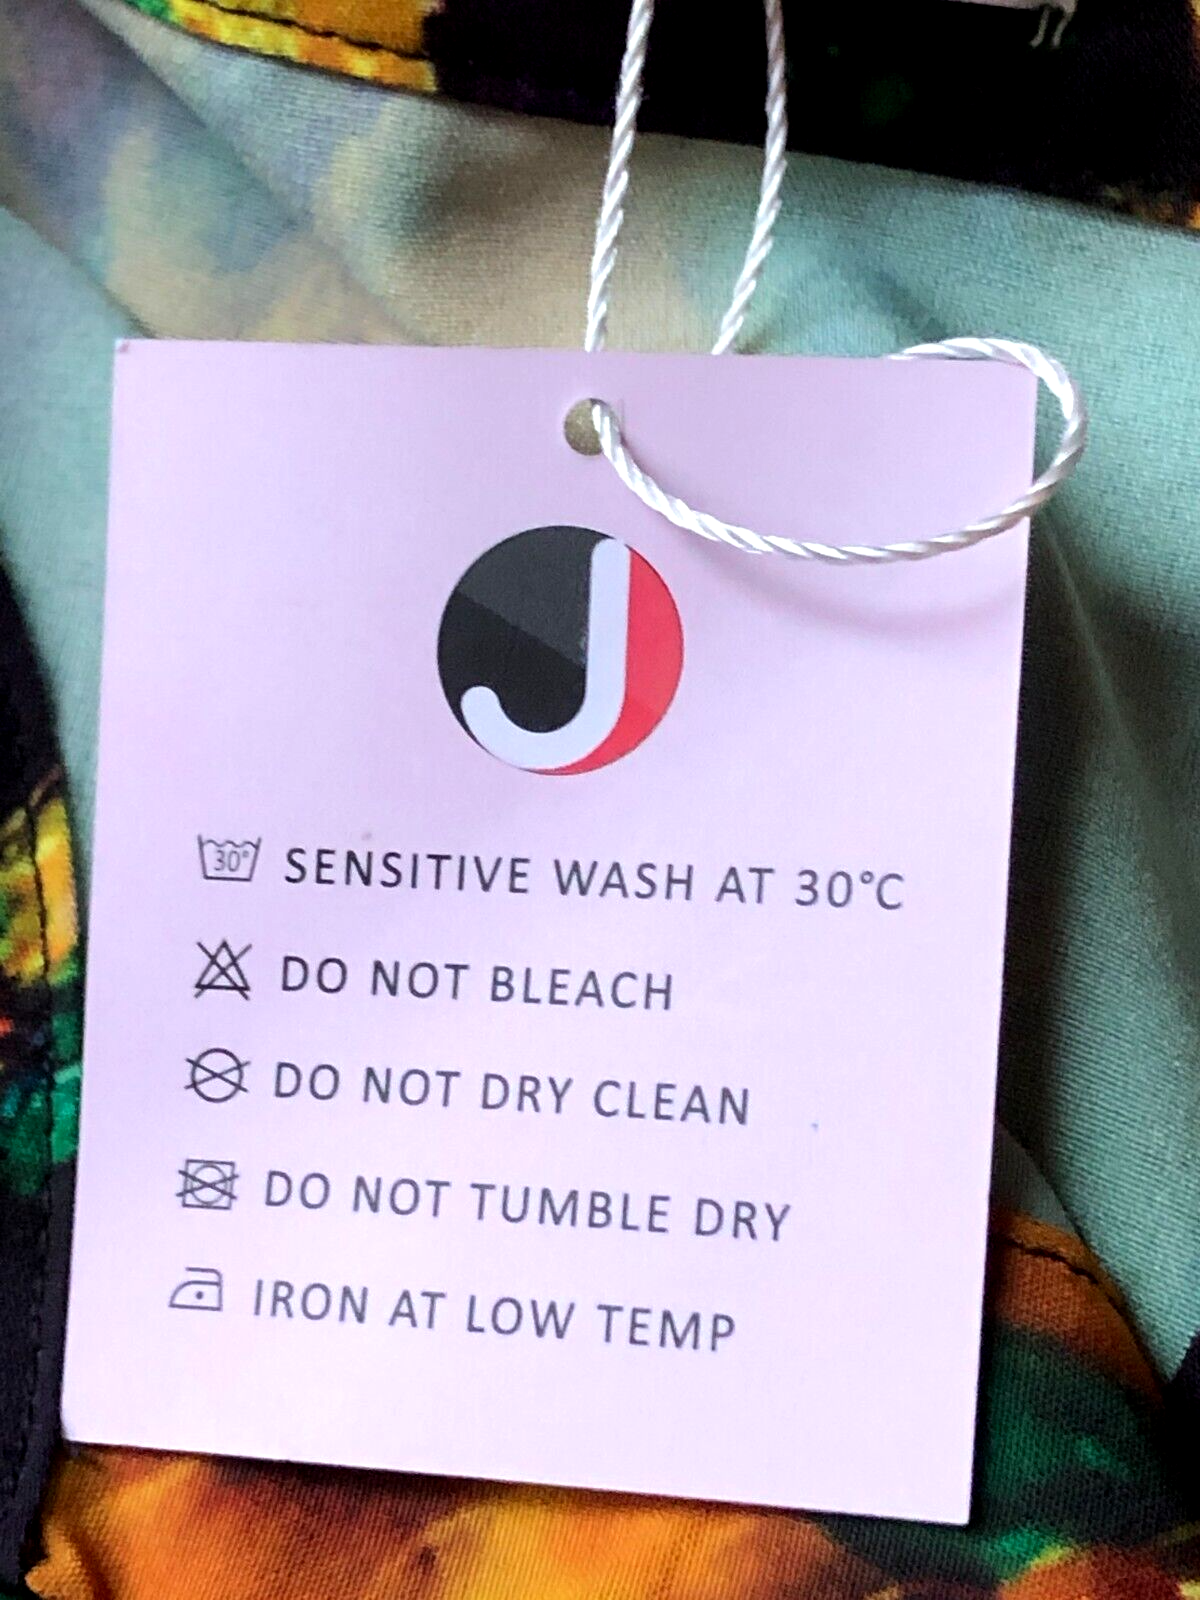 J
30°
SENSITIVE WASH AT 30°C
DO NOT BLEACH
DO NOT DRY CLEAN
DO NOT TUMBLE DRY
IRON AT LOW TEMP